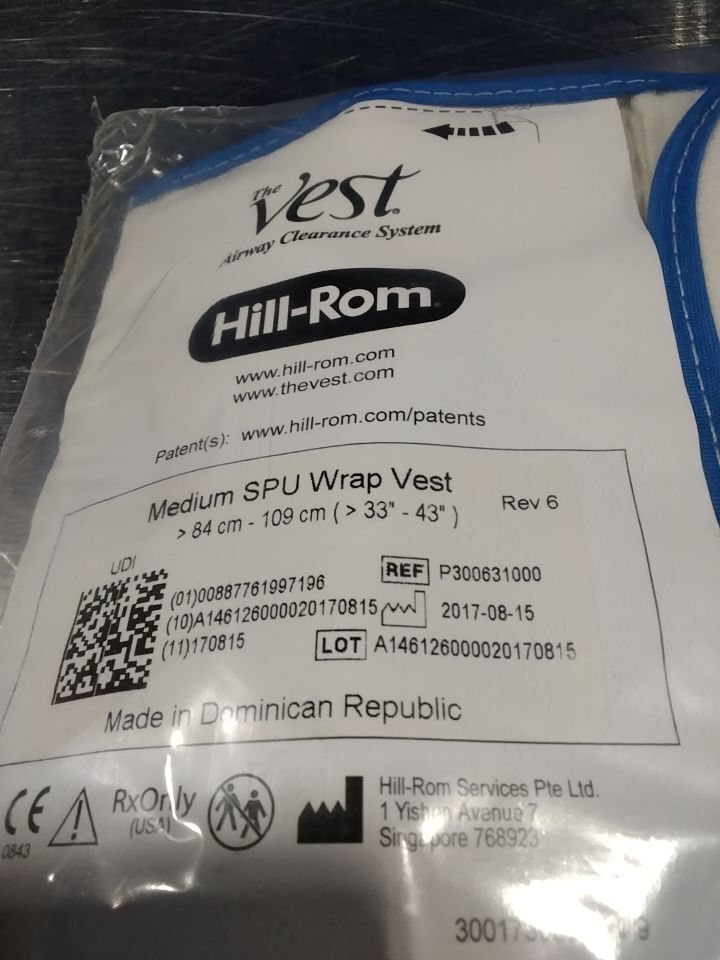 The
Vest®
Airway Clearance System
Hill-Rom®
www.hill-rom.com
www.thevest.com
Patent(s): www.hill-rom.com/patents
Medium SPU Wrap Vest
Rev 6
> 84 cm - 109 cm ( > 33" - 43" )
UDI
(01)00887761997196
REF P300631000
(10)A146126000020170815
2017-08-15
(11)170815
LOT A146126000020170815
Made in Dominican Republic
CE
0843
RxOnly
(USA)
Hill-Rom Services Pte Ltd.
1 Yishun Avenue 7
Singapore 768923